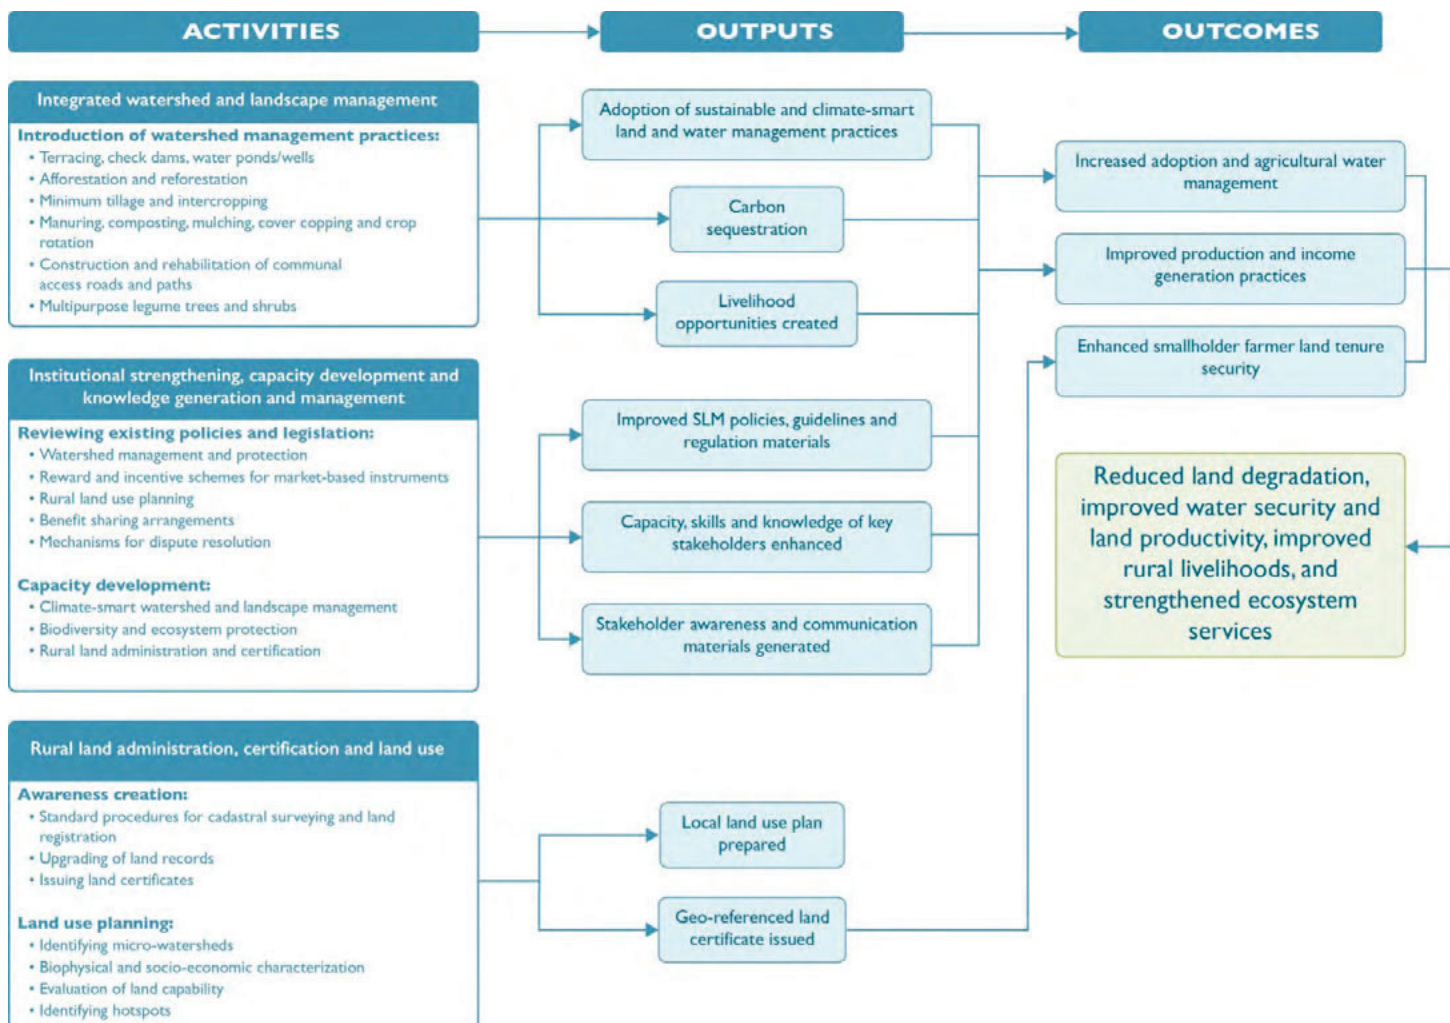 ACTIVITIES
OUTPUTS
OUTCOMES
Integrated watershed and landscape management
Introduction of watershed management practices:
• Terracing, check dams, water ponds/wells
• Afforestation and reforestation
• Minimum tillage and intercropping
• Manuring, composting, mulching, cover copping and crop
rotation
• Construction and rehabilitation of communal
access roads and paths
• Multipurpose legume trees and shrubs
Institutional strengthening, capacity development and
knowledge generation and management
Reviewing existing policies and legislation:
• Watershed management and protection
• Reward and incentive schemes for market-based instruments
• Rural land use planning
• Benefit sharing arrangements
• Mechanisms for dispute resolution
Capacity development:
• Climate-smart watershed and landscape management
• Biodiversity and ecosystem protection
• Rural land administration and certification
Rural land administration, certification and land use
Awareness creation:
• Standard procedures for cadastral surveying and land
registration
• Upgrading of land records
• Issuing land certificates
Land use planning:
• Identifying micro-watersheds
• Biophysical and socio-economic characterization
• Evaluation of land capability
• Identifying hotspots
Adoption of sustainable and climate-smart
land and water management practices
Carbon
sequestration
Livelihood
opportunities created
Improved SLM policies, guidelines and
regulation materials
Capacity, skills and knowledge of key
stakeholders enhanced
Stakeholder awareness and communication
materials generated
Local land use plan
prepared
Geo-referenced land
certificate issued
Increased adoption and agricultural water
management
Improved production and income
generation practices
Enhanced smallholder farmer land tenure
security
Reduced land degradation,
improved water security and
land productivity, improved
rural livelihoods, and
strengthened ecosystem
services